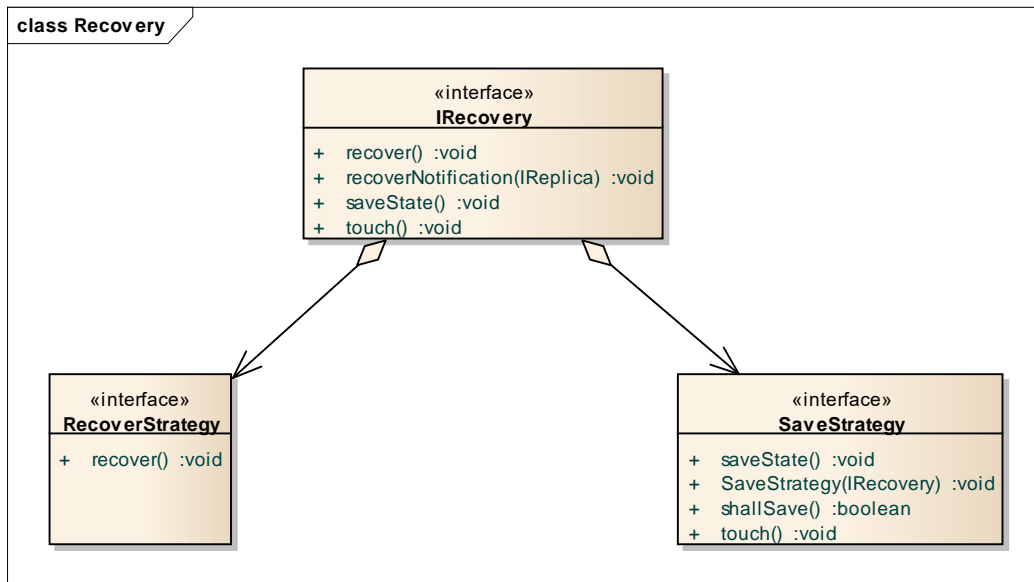 class Recovery
«interface»
IRecovery
+ recover() :void
+ recoverNotification(IReplica) :void
+ saveState() :void
+ touch() :void
«interface»
RecoverStrategy
+ recover() :void
«interface»
SaveStrategy
+ saveState() :void
+ SaveStrategy(IRecovery) :void
+ shallSave() :boolean
+ touch() :void